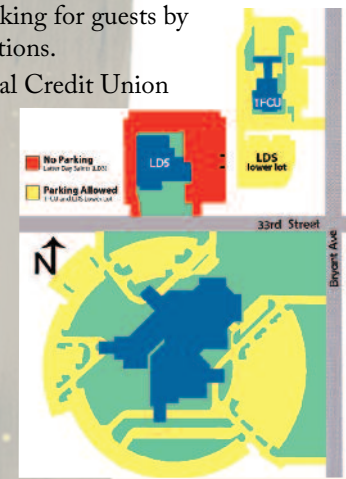 king for guests by
tions.
al Credit Union
TFCU
No Parking
Latter Day Saints (LDS)
LDS
LDS
lower lot
Parking Allowed
TFCU and LDS Lower Lot
33rd Street
Bryant Ave
N